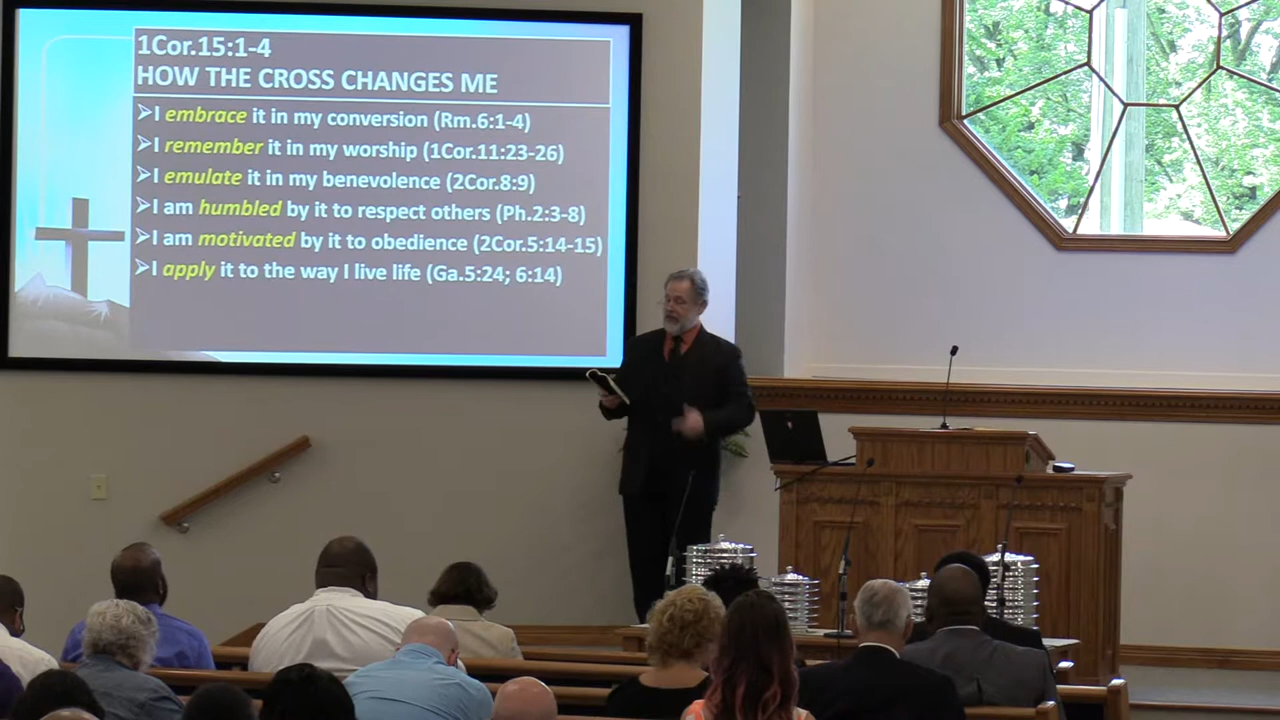 1Cor.15:1-4
HOW THE CROSS CHANGES ME
➢I embrace it in my conversion (Rm.6:1-4)
➢I remember it in my worship (1Cor.11:23-26)
➢I emulate it in my benevolence (2Cor.8:9)
➢I am humbled by it to respect others (Ph.2:3-8)
➢I am motivated by it to obedience (2Cor.5:14-15)
➢I apply it to the way I live life (Ga.5:24; 6:14)